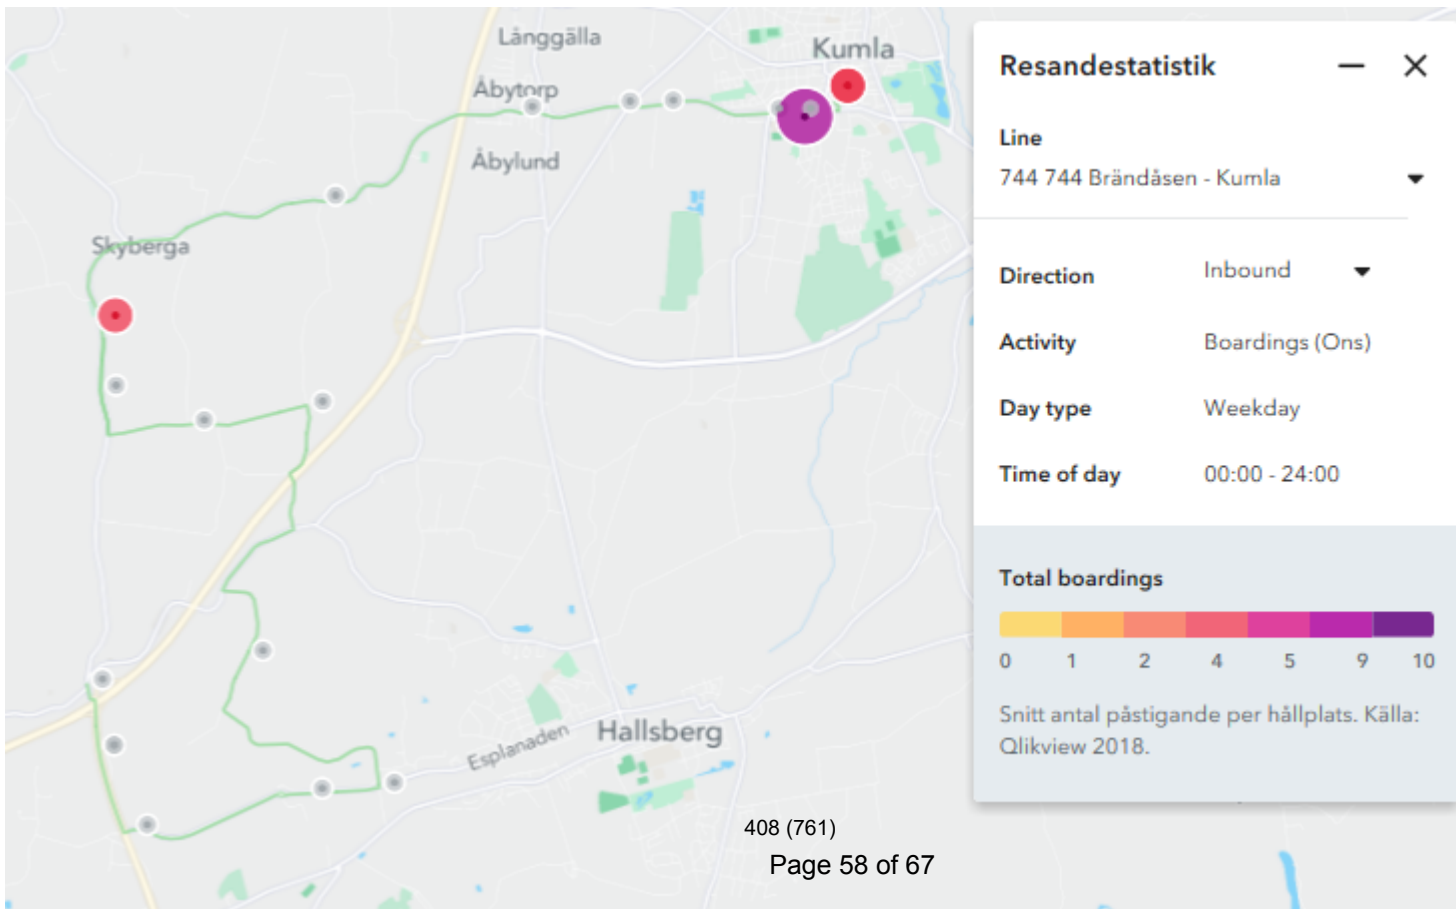 Långgälla
Kumla
Åbytorp
Åbylund
Skyberga
Hallsberg
Esplanaden
Resandestatistik
Line
744 744 Brändåsen - Kumla
Direction Inbound
Activity Boardings (Ons)
Day type Weekday
Time of day 00:00 - 24:00
Total boardings
0 1 2 4 5 9 10
Snitt antal påstigande per hållplats. Källa:
Qlikview 2018.
408 (761)
Page 58 of 67